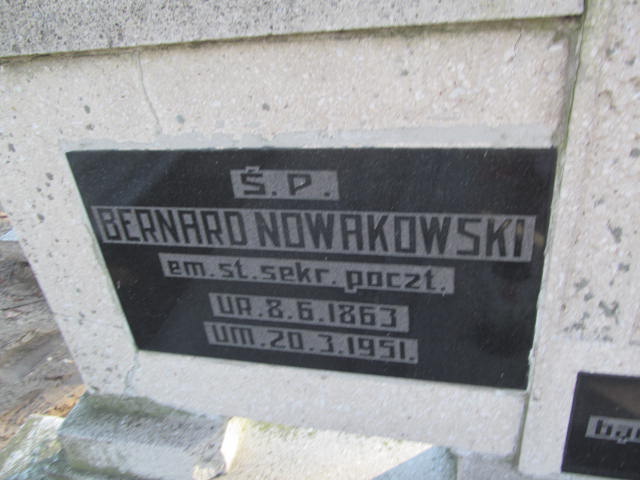 Ś.P.
BERNARD NOWAKOWSKI
em.st.sekr.poczt.
UR.8.6.1863
UM.20.3.1951.